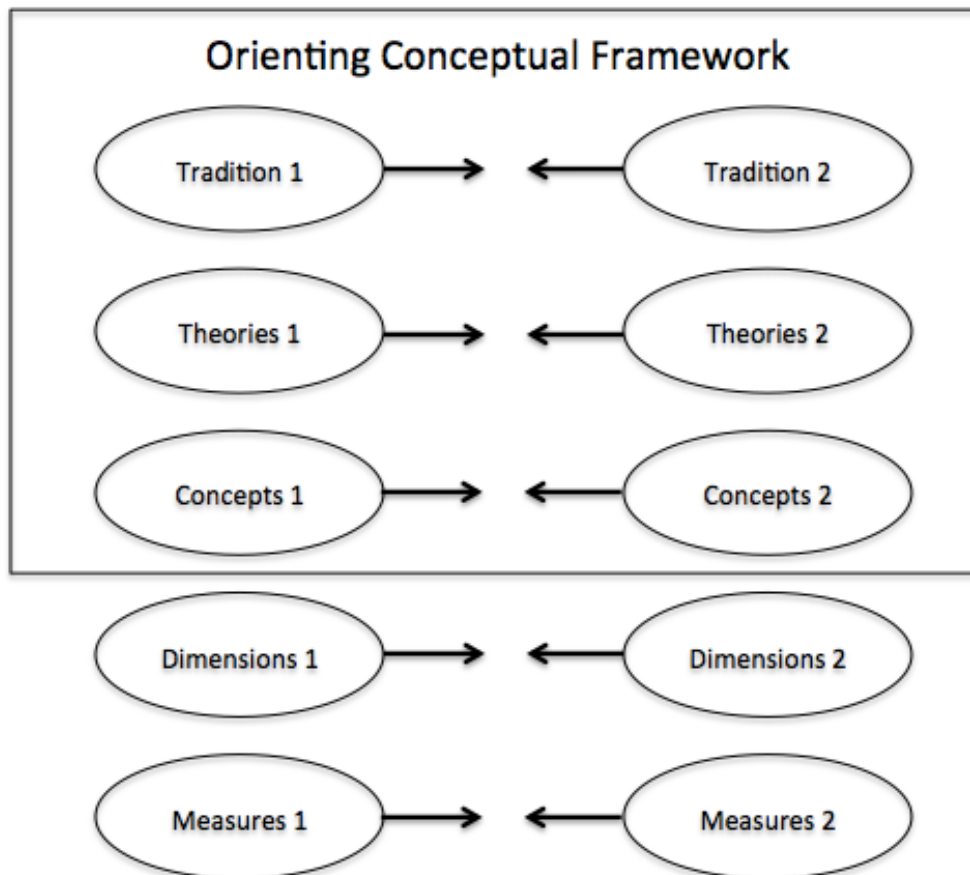 Orienting Conceptual Framework
Tradition 1
Tradition 2
Theories 1
Theories 2
Concepts 1
Concepts 2
Dimensions 1
Dimensions 2
Measures 1
Measures 2